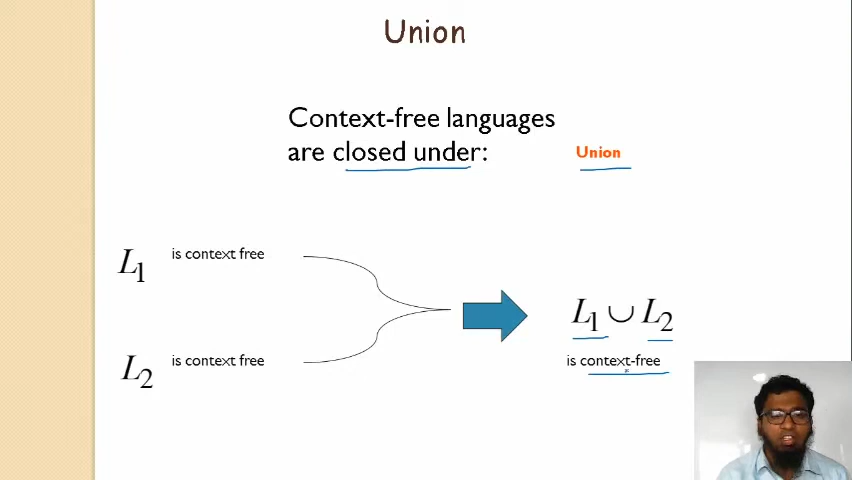 Union
Context-free languages
are closed under: Union
L1 is context free
L2 is context free
L1 ∪ L2
is context-free